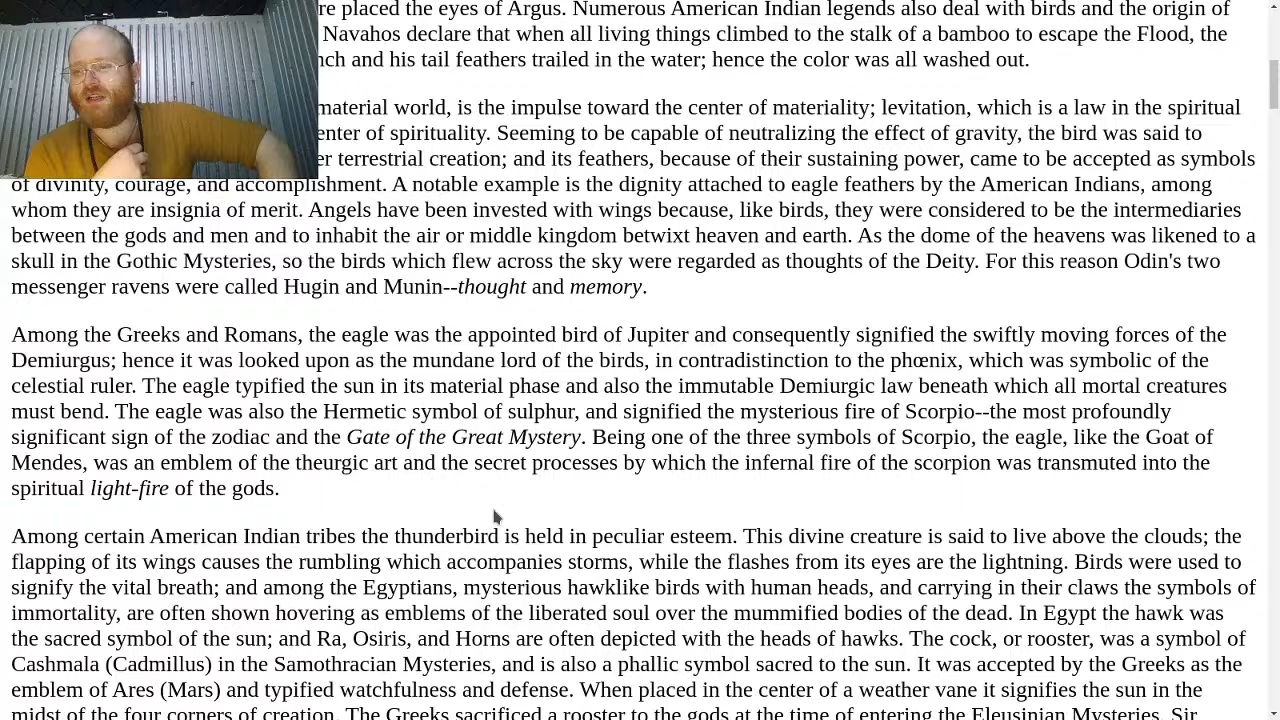 re placed the eyes of Argus. Numerous American Indian legends also deal with birds and the origin of
Navahos declare that when all living things climbed to the stalk of a bamboo to escape the Flood, the
nch and his tail feathers trailed in the water; hence the color was all washed out.
material world, is the impulse toward the center of materiality; levitation, which is a law in the spiritual
enter of spirituality. Seeming to be capable of neutralizing the effect of gravity, the bird was said to
er terrestrial creation; and its feathers, because of their sustaining power, came to be accepted as symbols
of divinity, courage, and accomplishment. A notable example is the dignity attached to eagle feathers by the American Indians, among
whom they are insignia of merit. Angels have been invested with wings because, like birds, they were considered to be the intermediaries
between the gods and men and to inhabit the air or middle kingdom betwixt heaven and earth. As the dome of the heavens was likened to a
skull in the Gothic Mysteries, so the birds which flew across the sky were regarded as thoughts of the Deity. For this reason Odin's two
messenger ravens were called Hugin and Munin--thought and memory.
Among the Greeks and Romans, the eagle was the appointed bird of Jupiter and consequently signified the swiftly moving forces of the
Demiurgus; hence it was looked upon as the mundane lord of the birds, in contradistinction to the phœnix, which was symbolic of the
celestial ruler. The eagle typified the sun in its material phase and also the immutable Demiurgic law beneath which all mortal creatures
must bend. The eagle was also the Hermetic symbol of sulphur, and signified the mysterious fire of Scorpio--the most profoundly
significant sign of the zodiac and the Gate of the Great Mystery. Being one of the three symbols of Scorpio, the eagle, like the Goat of
Mendes, was an emblem of the theurgic art and the secret processes by which the infernal fire of the scorpion was transmuted into the
spiritual light-fire of the gods.
Among certain American Indian tribes the thunderbird is held in peculiar esteem. This divine creature is said to live above the clouds; the
flapping of its wings causes the rumbling which accompanies storms, while the flashes from its eyes are the lightning. Birds were used to
signify the vital breath; and among the Egyptians, mysterious hawklike birds with human heads, and carrying in their claws the symbols of
immortality, are often shown hovering as emblems of the liberated soul over the mummified bodies of the dead. In Egypt the hawk was
the sacred symbol of the sun; and Ra, Osiris, and Horns are often depicted with the heads of hawks. The cock, or rooster, was a symbol of
Cashmala (Cadmillus) in the Samothracian Mysteries, and is also a phallic symbol sacred to the sun. It was accepted by the Greeks as the
emblem of Ares (Mars) and typified watchfulness and defense. When placed in the center of a weather vane it signifies the sun in the
midst of the four corners of creation. The Greeks sacrificed a rooster to the gods at the time of entering the Eleusinian Mysteries. Sir